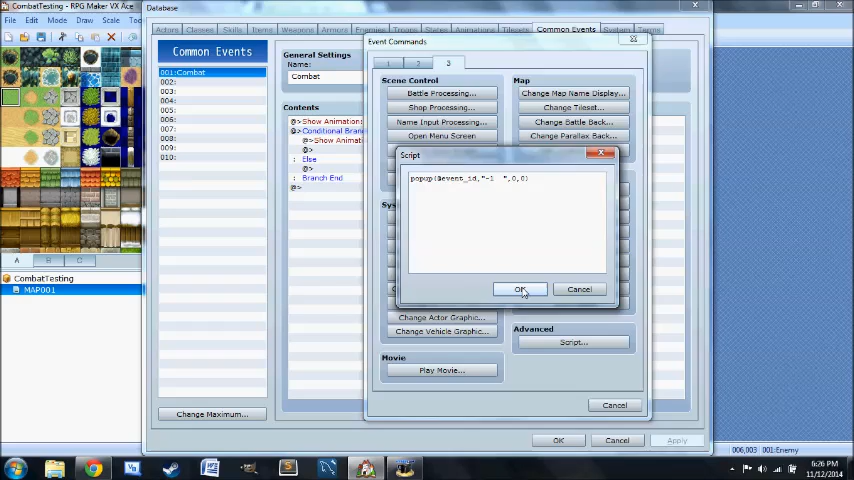 CombatTesting - RPG Maker VX Ace
File Edit Mode Draw Scale
A B C
CombatTesting
MAP001
Database
Actors Classes Skills Items Weapons Armors Enemies Troops States Animations Tilesets Common Events System Terms
Common Events
001:Combat
002:
003:
004:
005:
006:
007:
008:
009:
010:
Change Maximum...
General Settings
Name:
Combat
Contents
@>Show Animation
@>Conditional Bran
@>Show Animati
@>
: Else
@>
: Branch End
@>
Event Commands
1 2 3
Scene Control
Battle Processing...
Shop Processing...
Name Input Processing...
Open Menu Screen
Map
Change Map Name Display...
Change Tileset...
Change Battle Back...
Change Parallax Back...
Script
popup(@event_id,"-1  ",0,0)
OK Cancel
Sys
Change Actor Graphic...
Change Vehicle Graphic...
Movie
Play Movie...
Advanced
Script...
Cancel
OK Cancel Apply
006,003 001:Enemy
6:26 PM
11/12/2014